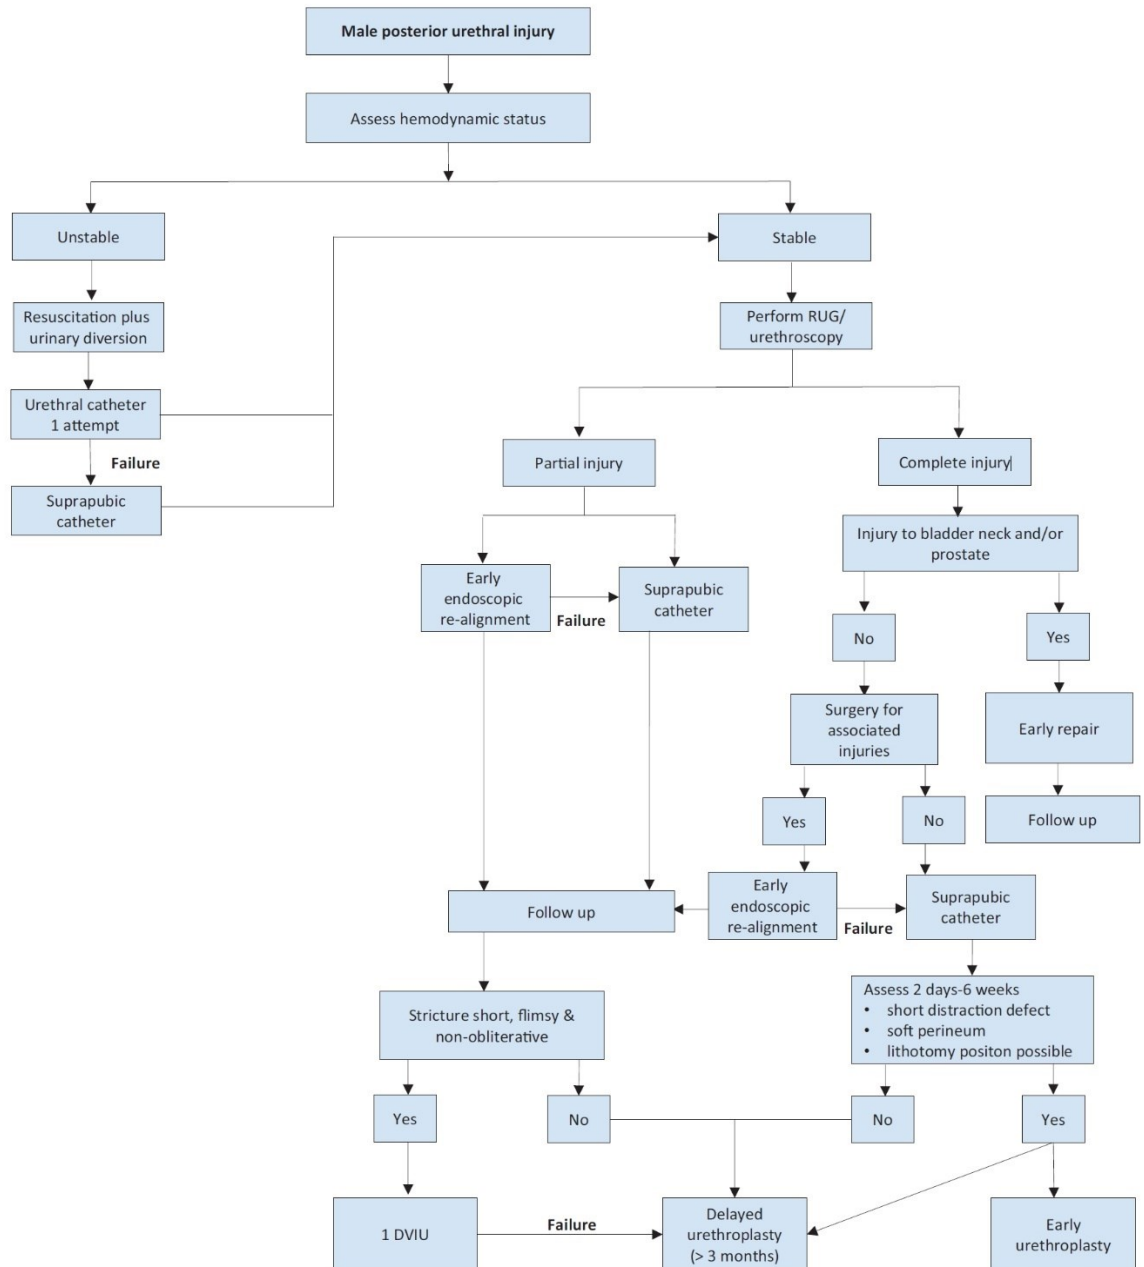 Male posterior urethral injury
Assess hemodynamic status
Unstable
Stable
Resuscitation plus
urinary diversion
Perform RUG/
urethroscopy
Urethral catheter
1 attempt
Failure
Suprapubic
catheter
Partial injury
Complete injury
Injury to bladder neck and/or
prostate
Early
endoscopic
re-alignment
Failure
Suprapubic
catheter
No
Yes
Surgery for
associated
injuries
Early repair
Yes
No
Follow up
Follow up
Early
endoscopic
re-alignment
Failure
Suprapubic
catheter
Stricture short, flimsy &
non-obliterative
Assess 2 days-6 weeks
• short distraction defect
• soft perineum
• lithotomy positon possible
Yes
No
No
Yes
1 DVIU
Failure
Delayed
urethroplasty
(> 3 months)
Early
urethroplasty